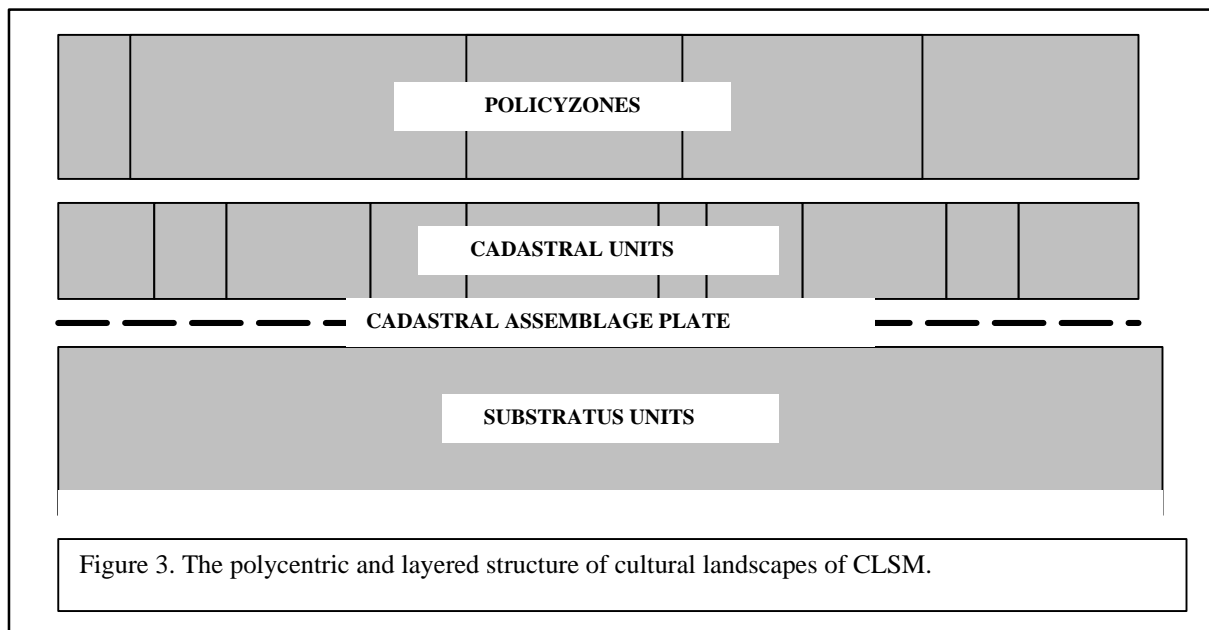 POLICYZONES
CADASTRAL UNITS
CADASTRAL ASSEMBLAGE PLATE
SUBSTRATUS UNITS
Figure 3. The polycentric and layered structure of cultural landscapes of CLSM.